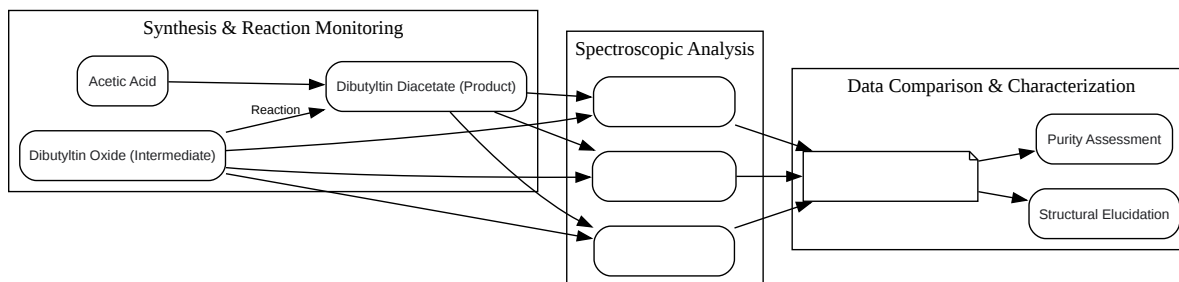 Synthesis & Reaction Monitoring
Acetic Acid
Dibutyltin Diacetate (Product)
Reaction
Dibutyltin Oxide (Intermediate)
Spectroscopic Analysis
Data Comparison & Characterization
Purity Assessment
Structural Elucidation